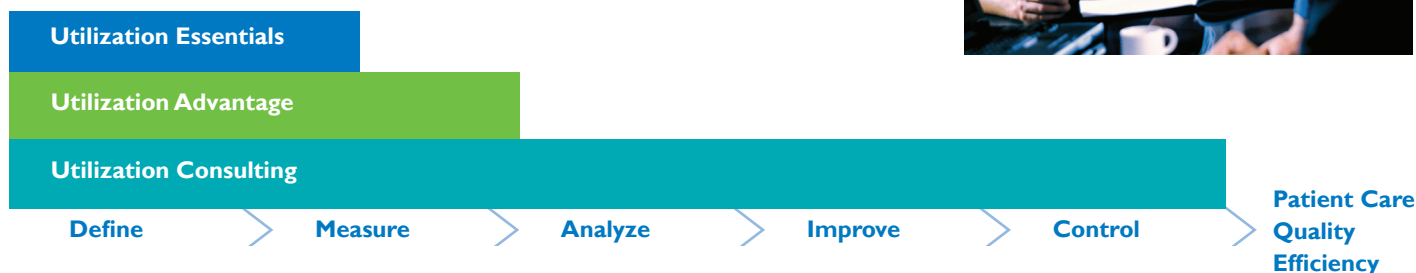 Utilization Essentials
Utilization Advantage
Utilization Consulting
Define
Measure
Analyze
Improve
Control
Patient Care
Quality
Efficiency